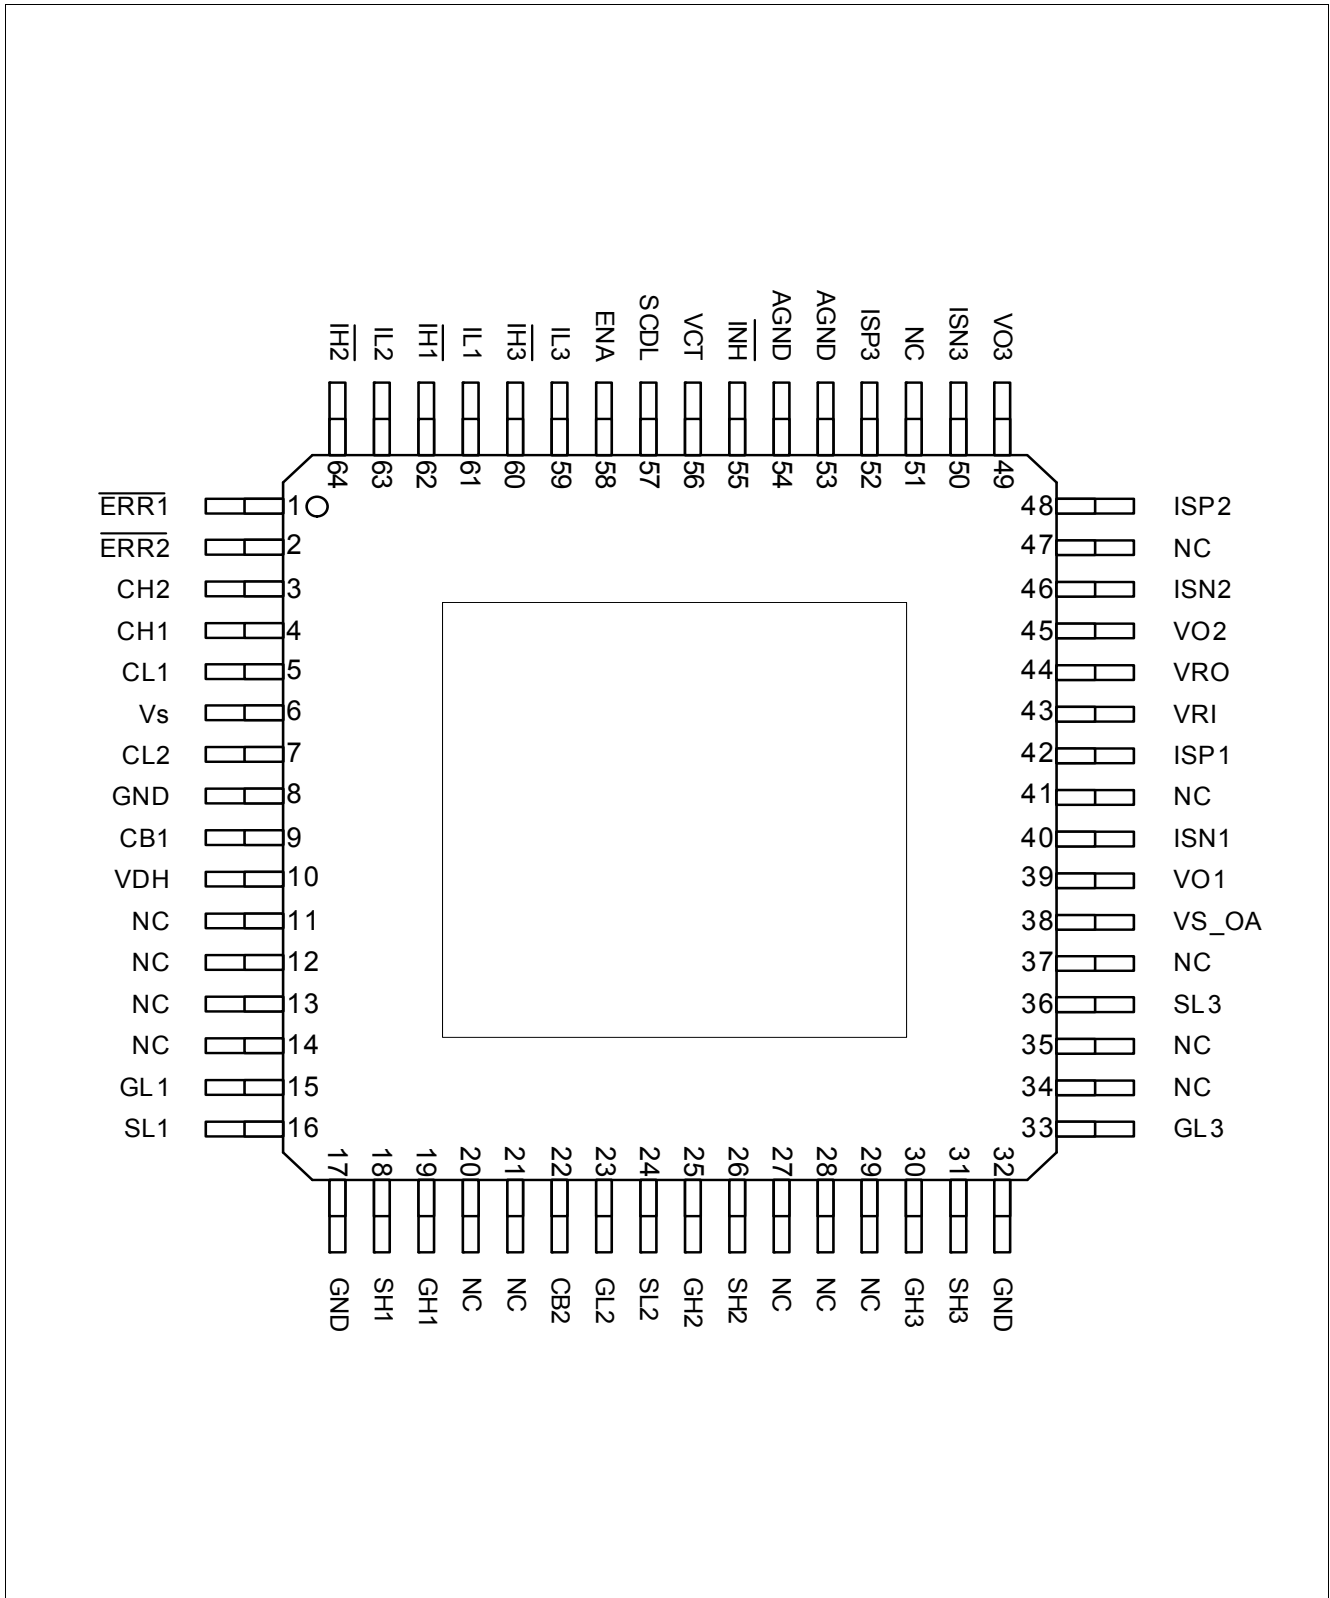 IH2 IL2 IH1 IL1 IH3 IL3 ENA SCDL VCT INH AGND AGND ISP3 NC ISN3 VO3
64 63 62 61 60 59 58 57 56 55 54 53 52 51 50 49
ERR1 1 48 ISP2
ERR2 2 47 NC
CH2 3 46 ISN2
CH1 4 45 VO2
CL1 5 44 VRO
Vs 6 43 VRI
CL2 7 42 ISP1
GND 8 41 NC
CB1 9 40 ISN1
VDH 10 39 VO1
NC 11 38 VS_OA
NC 12 37 NC
NC 13 36 SL3
NC 14 35 NC
GL1 15 34 NC
SL1 16 33 GL3
17 18 19 20 21 22 23 24 25 26 27 28 29 30 31 32
GND SH1 GH1 NC NC CB2 GL2 SL2 GH2 SH2 NC NC NC GH3 SH3 GND